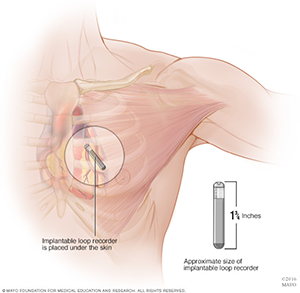 1¾ Inches
Implantable loop recorder
is placed under the skin
Approximate size of
implantable loop recorder
©2016
MAYO
© MAYO FOUNDATION FOR MEDICAL EDUCATION AND RESEARCH. ALL RIGHTS RESERVED.